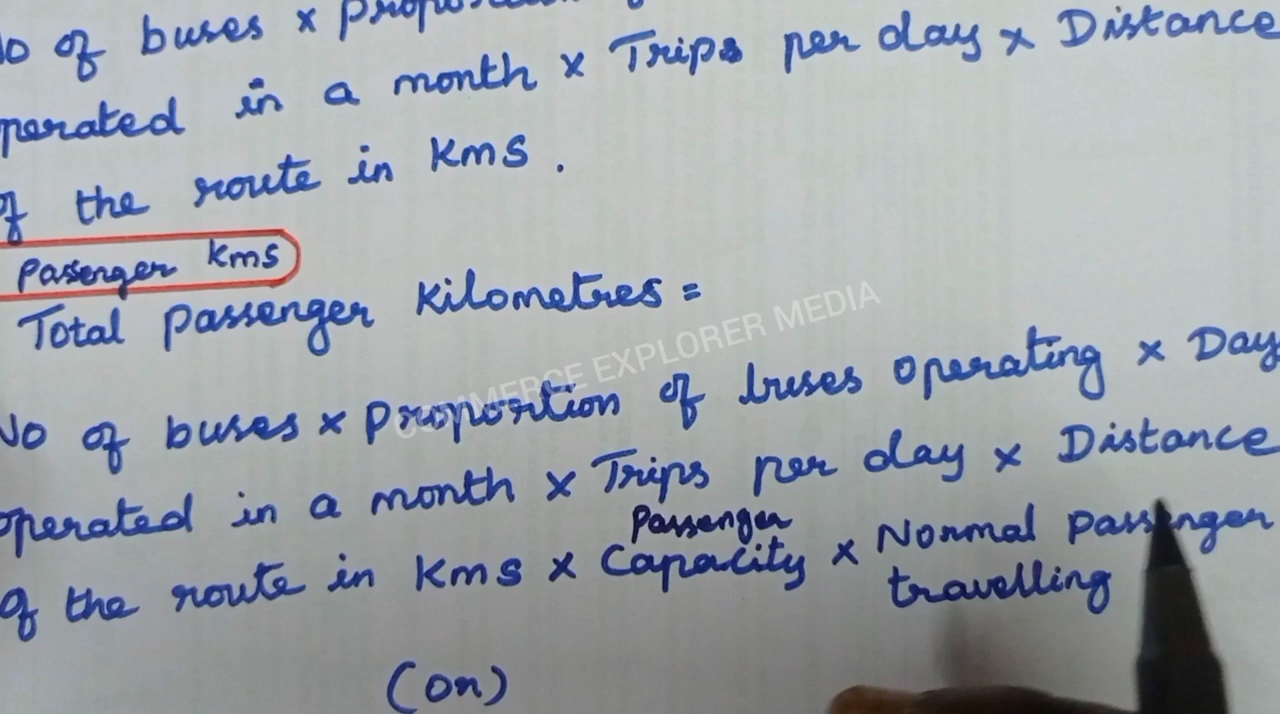 No of buses x Proportion of
operated in a month x Trips per day x Distance
of the route in Kms.
Passenger Kms
Total Passenger Kilometres =
No of buses x Proportion of buses operating x Day
operated in a month x Trips per day x Distance
of the route in Kms x Passenger Capacity x Normal Passenger
travelling
(or)
COMMERCE EXPLORER MEDIA